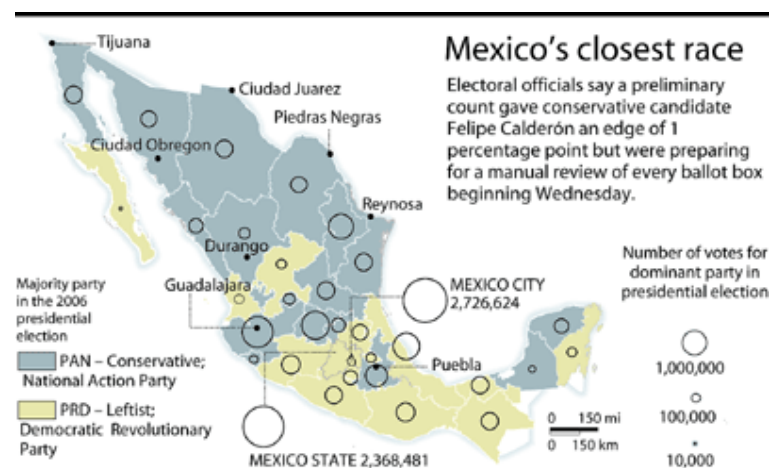 Mexico's closest race
Electoral officials say a preliminary
count gave conservative candidate
Felipe Calderón an edge of 1
percentage point but were preparing
for a manual review of every ballot box
beginning Wednesday.
Tijuana
Ciudad Juarez
Piedras Negras
Ciudad Obregon
Reynosa
Durango
Guadalajara
MEXICO CITY
2,726,624
Puebla
MEXICO STATE 2,368,481
Majority party
in the 2006
presidential
election
PAN – Conservative;
National Action Party
PRD – Leftist;
Democratic Revolutionary
Party
Number of votes for
dominant party in
presidential election
1,000,000
100,000
10,000
0 150 mi
0 150 km